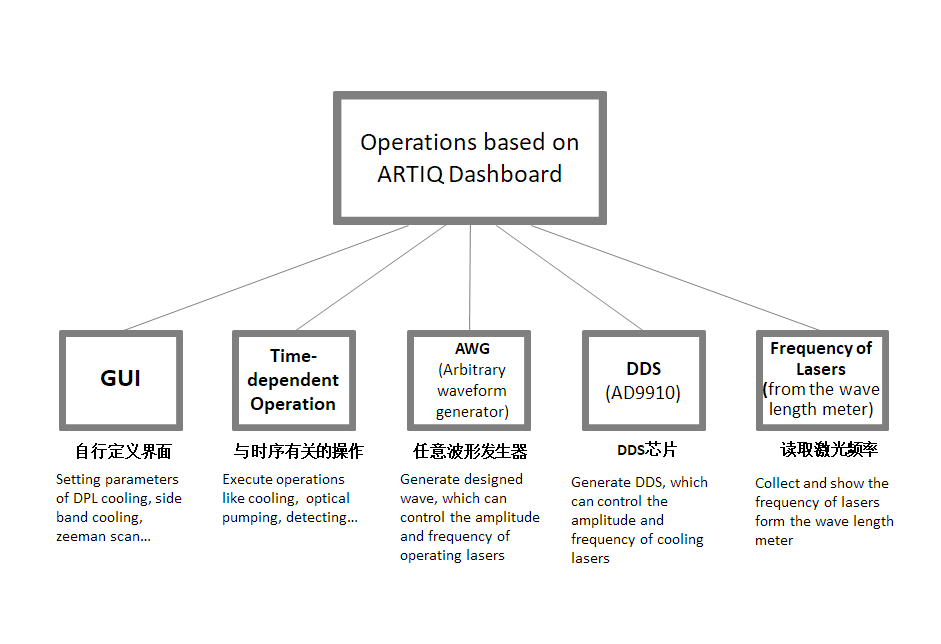 Operations based on
ARTIQ Dashboard
GUI
自行定义界面
Setting parameters
of DPL cooling, side
band cooling,
zeeman scan...
Time-
dependent
Operation
与时序有关的操作
Execute operations
like cooling, optical
pumping, detecting...
AWG
(Arbitrary
waveform
generator)
任意波形发生器
Generate designed
wave, which can
control the amplitude
and frequency of
operating lasers
DDS
(AD9910)
DDS芯片
Generate DDS, which
can control the
amplitude and
frequency of cooling
lasers
Frequency of
Lasers
(from the wave
length meter)
读取激光频率
Collect and show the
frequency of lasers
form the wave length
meter